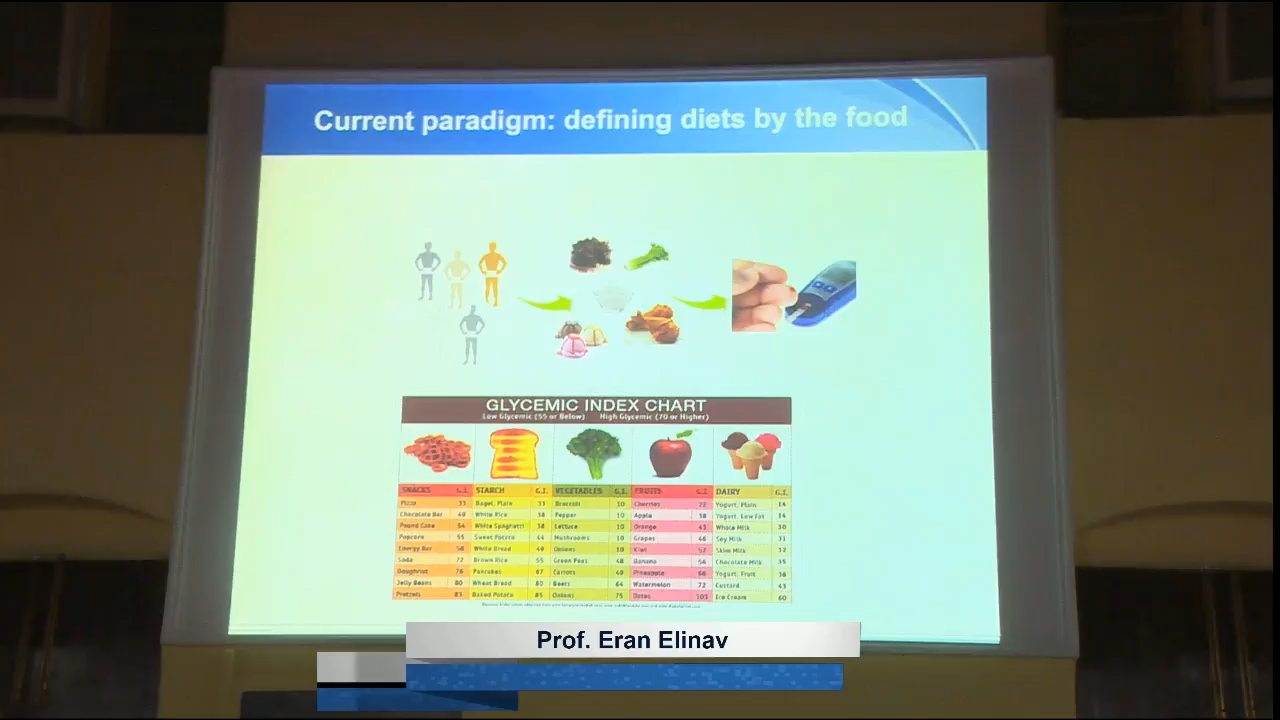 Current paradigm: defining diets by the food
GLYCEMIC INDEX CHART
Low Glycemic (55 or Below) High Glycemic (70 or Higher)
SNACKS G.I. STARCH G.I. VEGETABLES G.I. FRUITS G.I. DAIRY G.I.
Pizza 33 Bagel, Plain 33 Broccoli 10 Cherries 22 Yogurt, Plain 14
Chocolate Bar 49 White Rice 38 Pepper 10 Apple 38 Yogurt, Low Fat 14
Pound Cake 54 White Spaghetti 38 Lettuce 10 Orange 43 Whole Milk 30
Popcorn 55 Sweet Potato 44 Mushrooms 10 Grapes 46 Soy Milk 31
Energy Bar 58 White Bread 49 Onions 10 Kiwi 52 Skim Milk 32
Soda 72 Brown Rice 55 Green Peas 48 Banana 56 Chocolate Milk 35
Doughnut 76 Pancakes 67 Carrots 49 Pineapple 66 Yogurt, Fruit 36
Jelly Beans 80 Wheat Bread 80 Beets 64 Watermelon 72 Custard 43
Pretzels 83 Baked Potato 85 Onions 75 Dates 103 Ice Cream 60
Prof. Eran Elinav